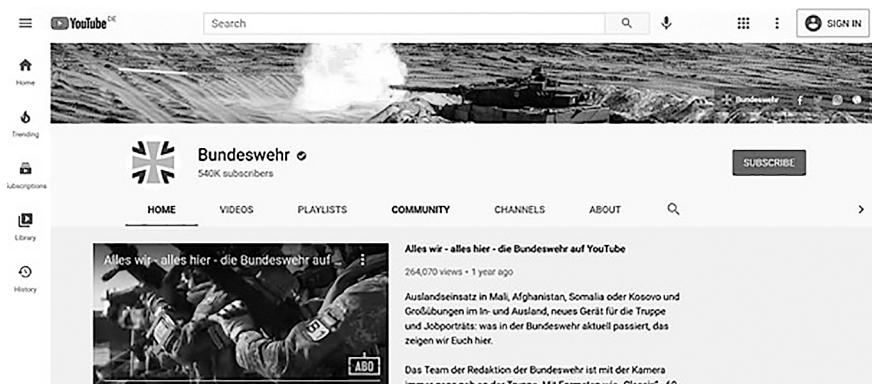 YouTube DE
Search
SIGN IN
Home
Trending
Library
History
Bundeswehr
Bundeswehr
540K subscribers
SUBSCRIBE
HOME VIDEOS PLAYLISTS COMMUNITY CHANNELS ABOUT
Alles wir - alles hier - die Bundeswehr auf ...
ABO
Alles wir - alles hier - die Bundeswehr auf YouTube
264,070 views • 1 year ago
Auslandseinsatz in Mali, Afghanistan, Somalia oder Kosovo und
Großübungen im In- und Ausland, neues Gerät für die Truppe
und Jobporträts: was in der Bundeswehr aktuell passiert, das
zeigen wir Euch hier.
Das Team der Redaktion der Bundeswehr ist mit der Kamera